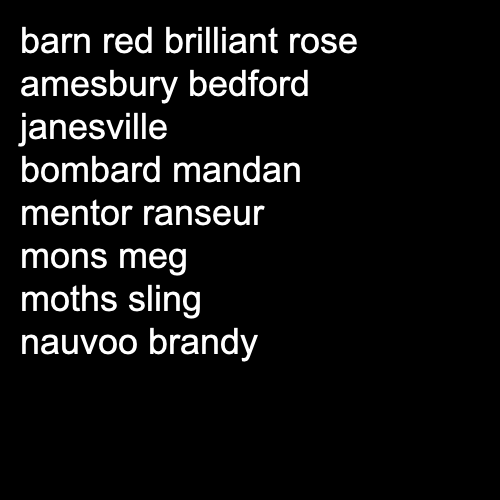 barn red brilliant rose
amesbury bedford
janesville
bombard mandan
mentor ranseur
mons meg
moths sling
nauvoo brandy